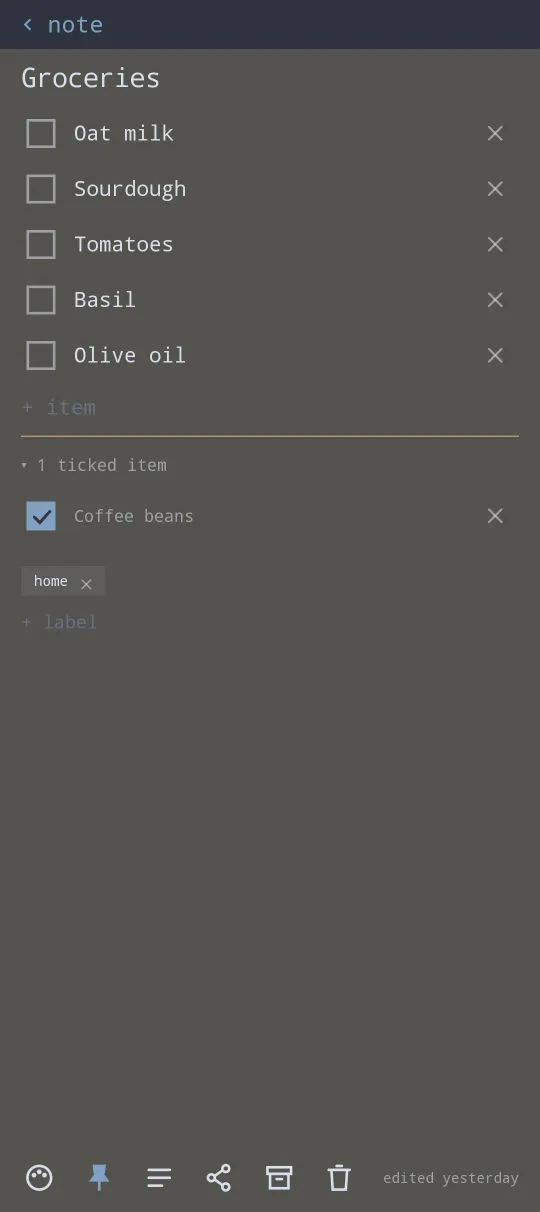 note
Groceries
Oat milk
Sourdough
Tomatoes
Basil
Olive oil
+ item
1 ticked item
Coffee beans
home
+ label
edited yesterday